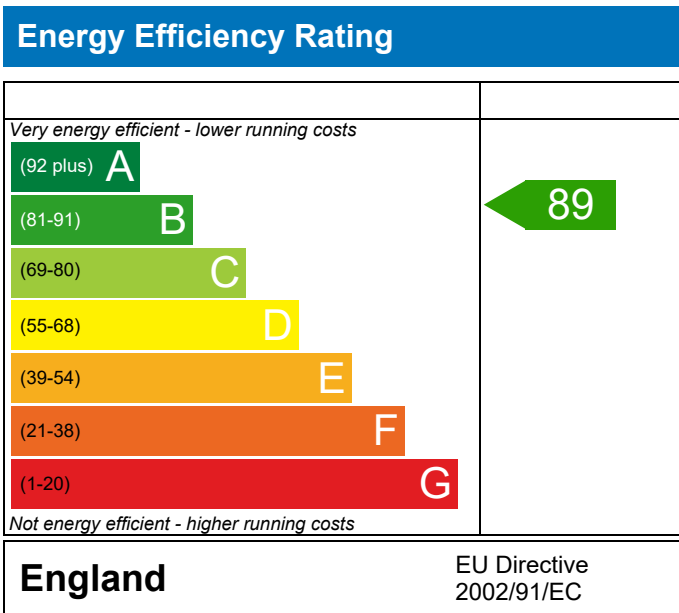 Energy Efficiency Rating
Very energy efficient - lower running costs
(92 plus) A
(81-91) B
89
(69-80) C
(55-68) D
(39-54) E
(21-38) F
(1-20) G
Not energy efficient - higher running costs
England
EU Directive
2002/91/EC